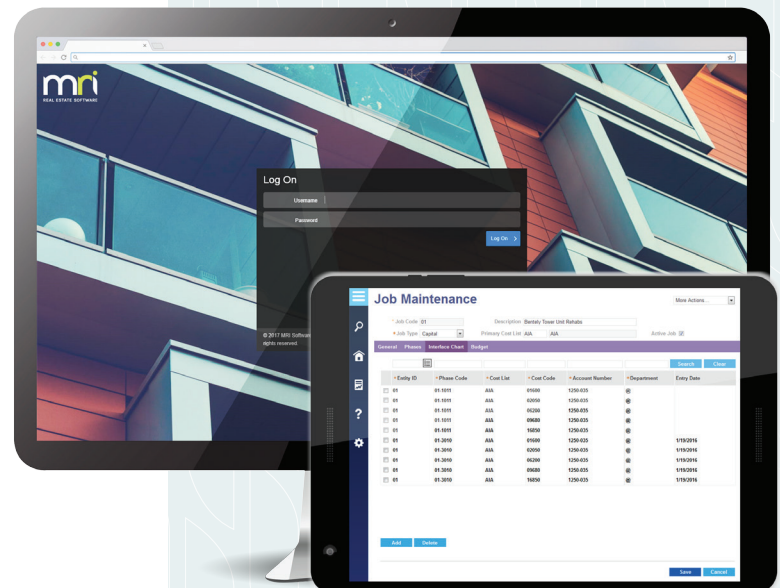 mri
REAL ESTATE SOFTWARE
Log On
Username
Password
Log On >
© 2017 MRI Software
rights reserved.
Job Maintenance
More Actions...
* Job Code 01 Description Bentely Tower Unit Rehabs
* Job Type Capital Primary Cost List AIA AIA Active Job
General Phases Interface Chart Budget
Search Clear
* Entity ID * Phase Code * Cost List * Cost Code * Account Number * Department Entry Date
01 01-1011 AIA 01600 1250-035 @
01 01-1011 AIA 02050 1250-035 @
01 01-1011 AIA 06200 1250-035 @
01 01-1011 AIA 09680 1250-035 @
01 01-1011 AIA 16050 1250-035 @
01 01-3010 AIA 01600 1250-035 @ 1/19/2016
01 01-3010 AIA 02050 1250-035 @ 1/19/2016
01 01-3010 AIA 06200 1250-035 @ 1/19/2016
01 01-3010 AIA 09680 1250-035 @ 1/19/2016
01 01-3010 AIA 16050 1250-035 @ 1/19/2016
Add Delete
Save Cancel